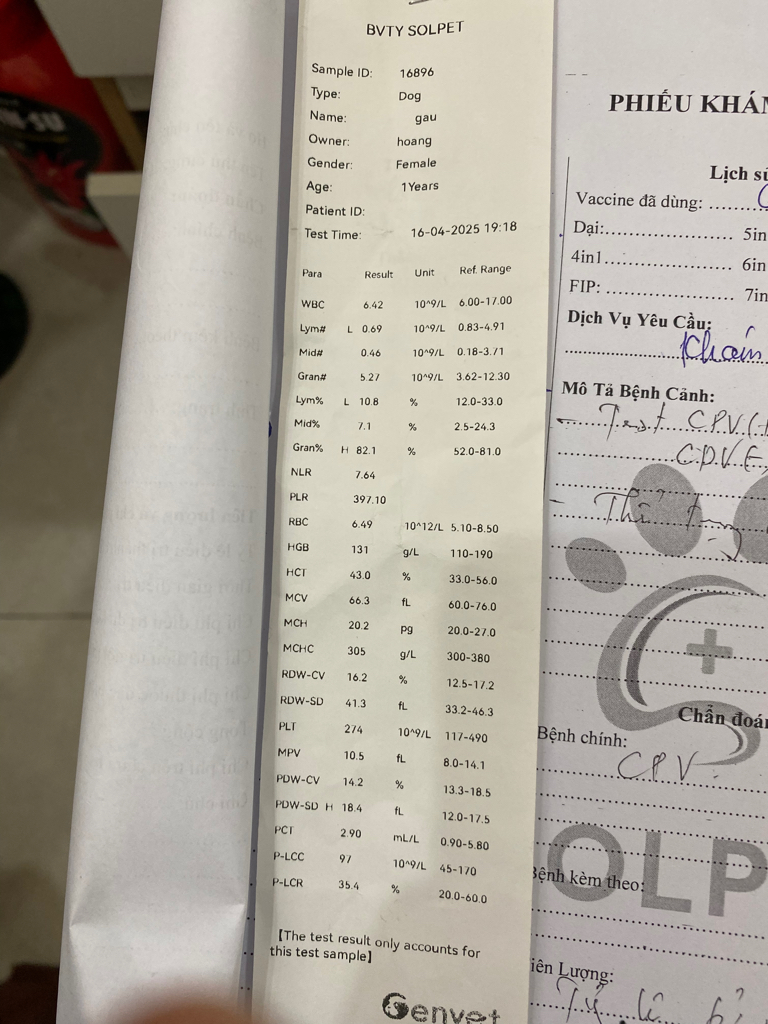 BVTY SOLPET
Sample ID: 16896
Type: Dog
Name: gau
Owner: hoang
Gender: Female
Age: 1Years
Patient ID:
Test Time: 16-04-2025 19:18
Para Result Unit Ref. Range
WBC 6.42 10^9/L 6.00-17.00
Lym# L 0.69 10^9/L 0.83-4.91
Mid# 0.46 10^9/L 0.18-3.71
Gran# 5.27 10^9/L 3.62-12.30
Lym% L 10.8 % 12.0-33.0
Mid% 7.1 % 2.5-24.3
Gran% H 82.1 % 52.0-81.0
NLR 7.64
PLR 397.10
RBC 6.49 10^12/L 5.10-8.50
HGB 131 g/L 110-190
HCT 43.0 % 33.0-56.0
MCV 66.3 fL 60.0-76.0
MCH 20.2 pg 20.0-27.0
MCHC 305 g/L 300-380
RDW-CV 16.2 % 12.5-17.2
RDW-SD 41.3 fL 33.2-46.3
PLT 274 10^9/L 117-490
MPV 10.5 fL 8.0-14.1
PDW-CV 14.2 % 13.3-18.5
PDW-SD H 18.4 fL 12.0-17.5
PCT 2.90 mL/L 0.90-5.80
P-LCC 97 10^9/L 45-170
P-LCR 35.4 % 20.0-60.0
[The test result only accounts for
this test sample]
Genvet
PHIẾU KHÁ
Lịch s
Vaccine đã dùng:
Dại: 5in
4in1 6in
FIP: 7in
Dịch Vụ Yêu Cầu:
Khám
Mô Tả Bệnh Cảnh:
- Test CPV
CDV
Chẩn đoá
Bệnh chính:
CPV
OLP
Bệnh kèm theo:
iên Lượng: